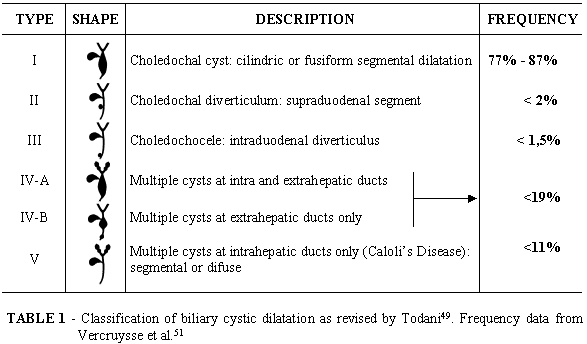 TYPE SHAPE DESCRIPTION FREQUENCY
I Choledochal cyst: cilindric or fusiform segmental dilatation 77% - 87%
II Choledochal diverticulum: supraduodenal segment < 2%
III Choledochocele: intraduodenal diverticulus < 1,5%
IV-A Multiple cysts at intra and extrahepatic ducts
<19%
IV-B Multiple cysts at extrahepatic ducts only
V Multiple cysts at intrahepatic ducts only (Caloli's Disease): <11%
segmental or difuse
TABLE 1 - Classification of biliary cystic dilatation as revised by Todani49. Frequency data from
Vercruysse et al.51